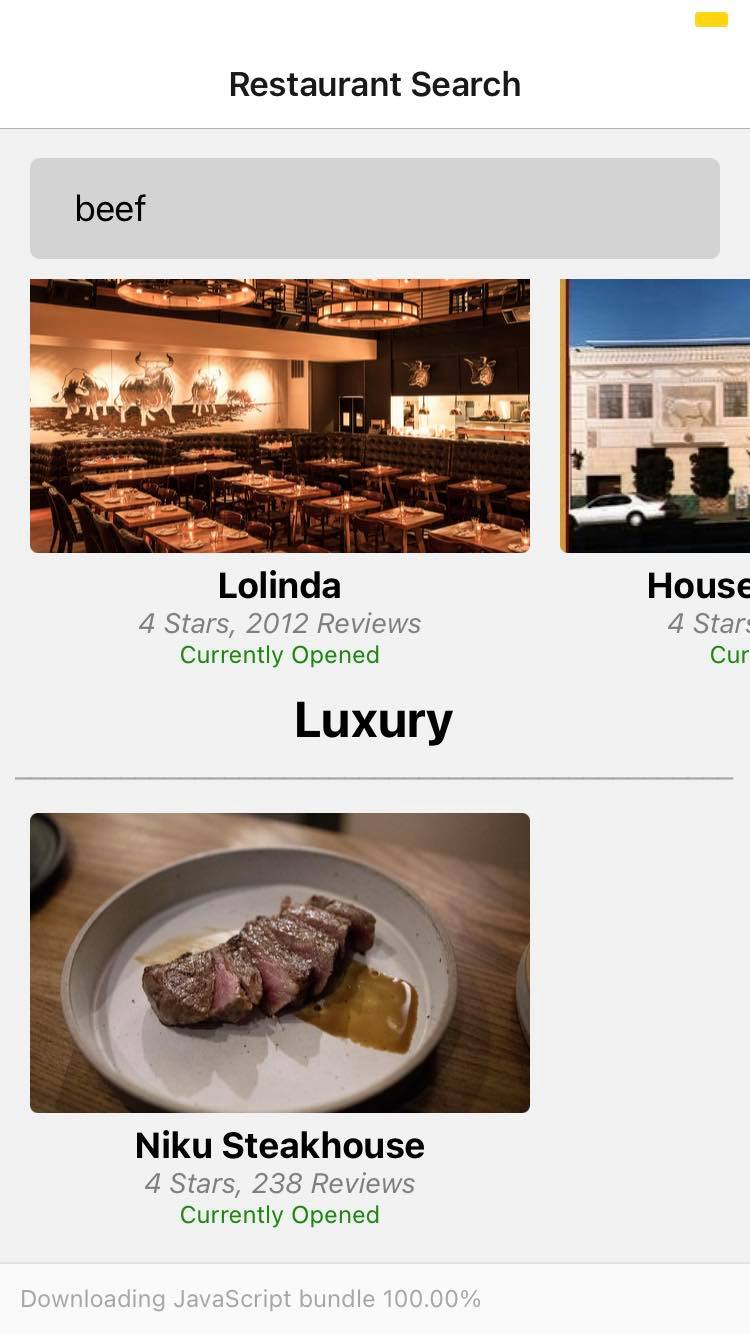 Restaurant Search
beef
Lolinda
4 Stars, 2012 Reviews
Currently Opened
House
4 Stars
Cur
Luxury
Niku Steakhouse
4 Stars, 238 Reviews
Currently Opened
Downloading JavaScript bundle 100.00%